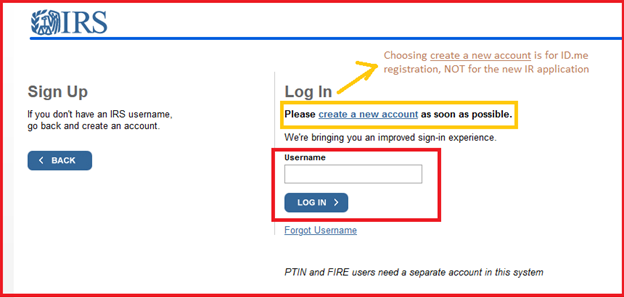 IRS
Choosing create a new account is for ID.me
registration, NOT for the new IR application
Sign Up
If you don't have an IRS username,
go back and create an account.
BACK
Log In
Please create a new account as soon as possible.
We're bringing you an improved sign-in experience.
Username
LOG IN
Forgot Username
PTIN and FIRE users need a separate account in this system